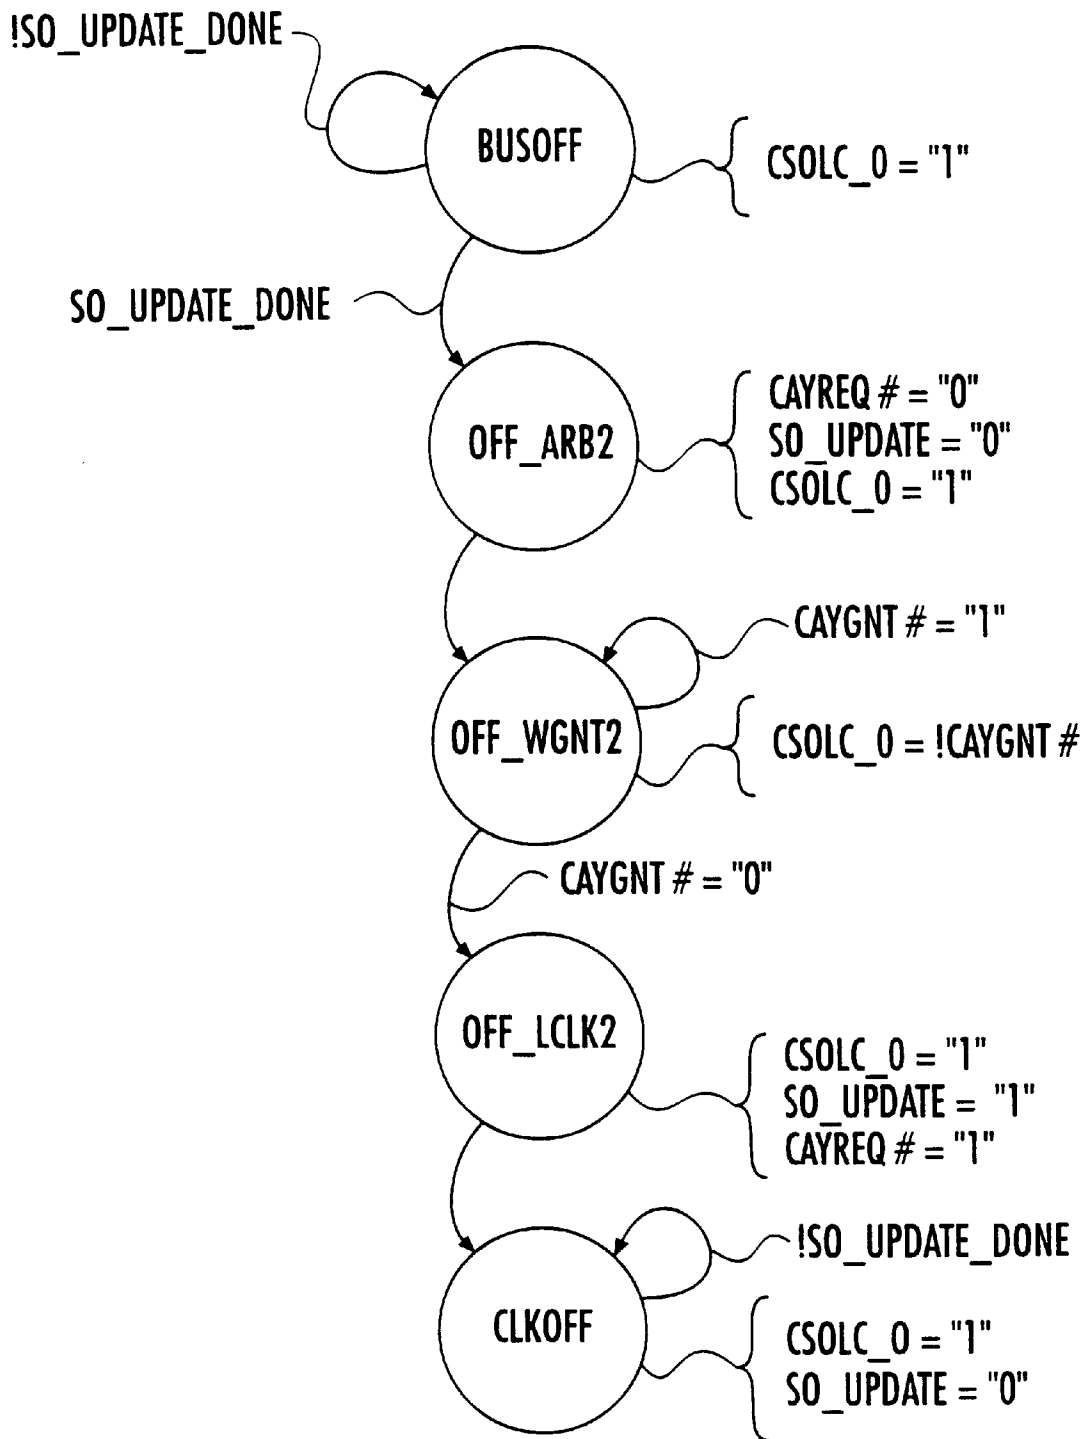 !SO_UPDATE_DONE
BUSOFF
CSOLC_0 = "1"
SO_UPDATE_DONE
OFF_ARB2
CAYREQ # = "0"
SO_UPDATE = "0"
CSOLC_0 = "1"
CAYGNT # = "1"
OFF_WGNT2
CSOLC_0 = !CAYGNT #
CAYGNT # = "0"
OFF_LCLK2
CSOLC_0 = "1"
SO_UPDATE = "1"
CAYREQ # = "1"
!SO_UPDATE_DONE
CLKOFF
CSOLC_0 = "1"
SO_UPDATE = "0"